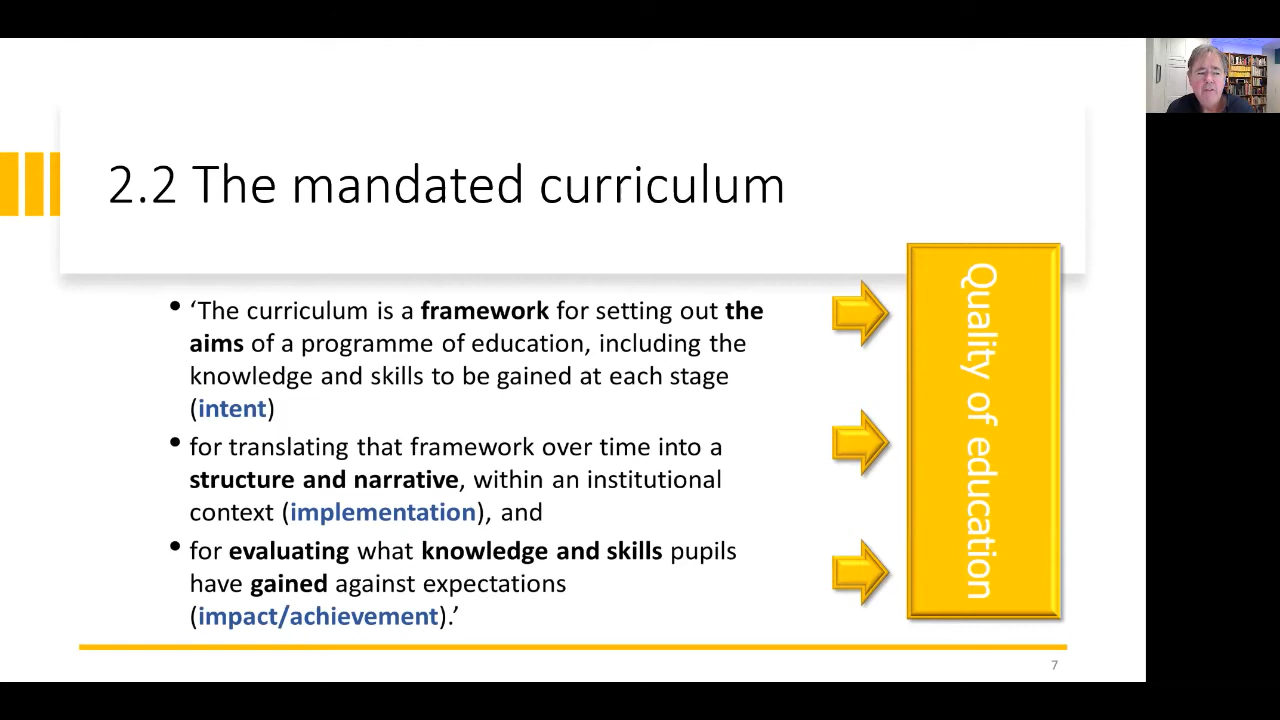 2.2 The mandated curriculum
• ‘The curriculum is a framework for setting out the
aims of a programme of education, including the
knowledge and skills to be gained at each stage
(intent)
• for translating that framework over time into a
structure and narrative, within an institutional
context (implementation), and
• for evaluating what knowledge and skills pupils
have gained against expectations
(impact/achievement).’
Quality of education
7